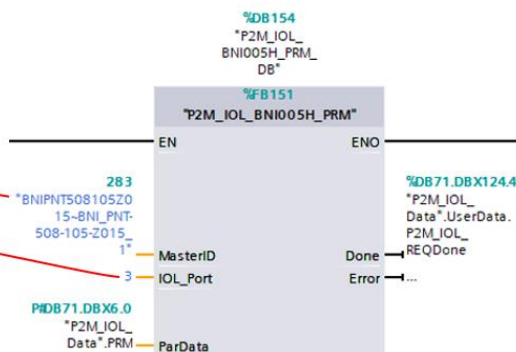 %DB154
"P2M_IOL_
BNI005H_PRM_
DB"
%FB151
"P2M_IOL_BNI005H_PRM"
EN
ENO
283
"BNIPNT508105Z0
15~BNI_PNT-
508-105-Z015_
1"
MasterID
3
IOL_Port
P#DB71.DBX6.0
"P2M_IOL_
Data".PRM
ParData
%DB71.DBX124.4
"P2M_IOL_
Data".UserData.
P2M_IOL_
REQDone
Done
Error
...